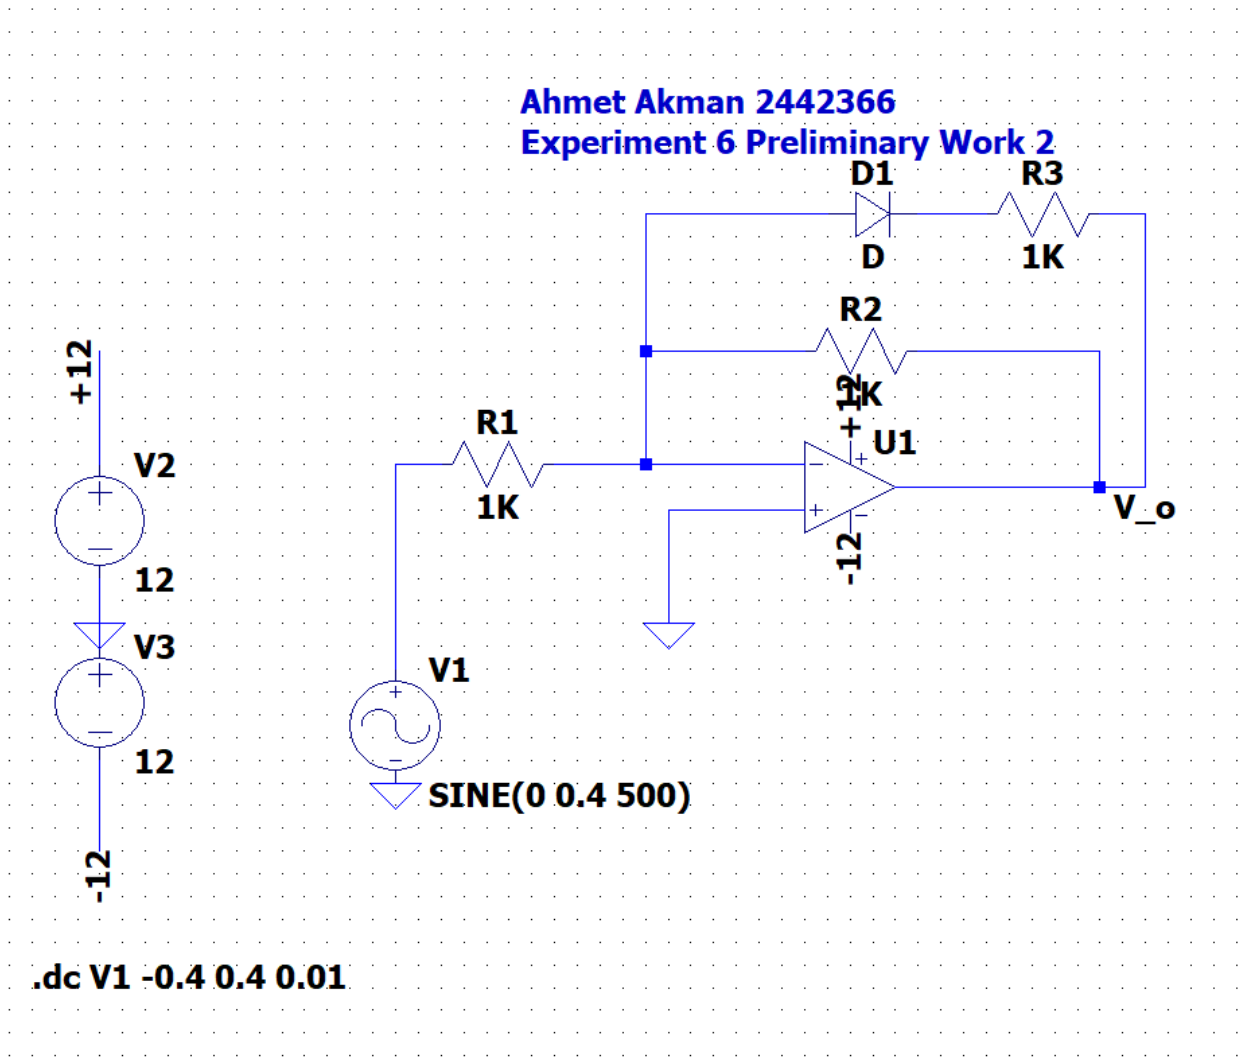 Ahmet Akman 2442366
Experiment 6 Preliminary Work 2
D1
R3
D
1K
R2
1K
+12
+12
R1
U1
V2
1K
V_o
12
-12
V3
V1
12
SINE(0 0.4 500)
-12
.dc V1 -0.4 0.4 0.01